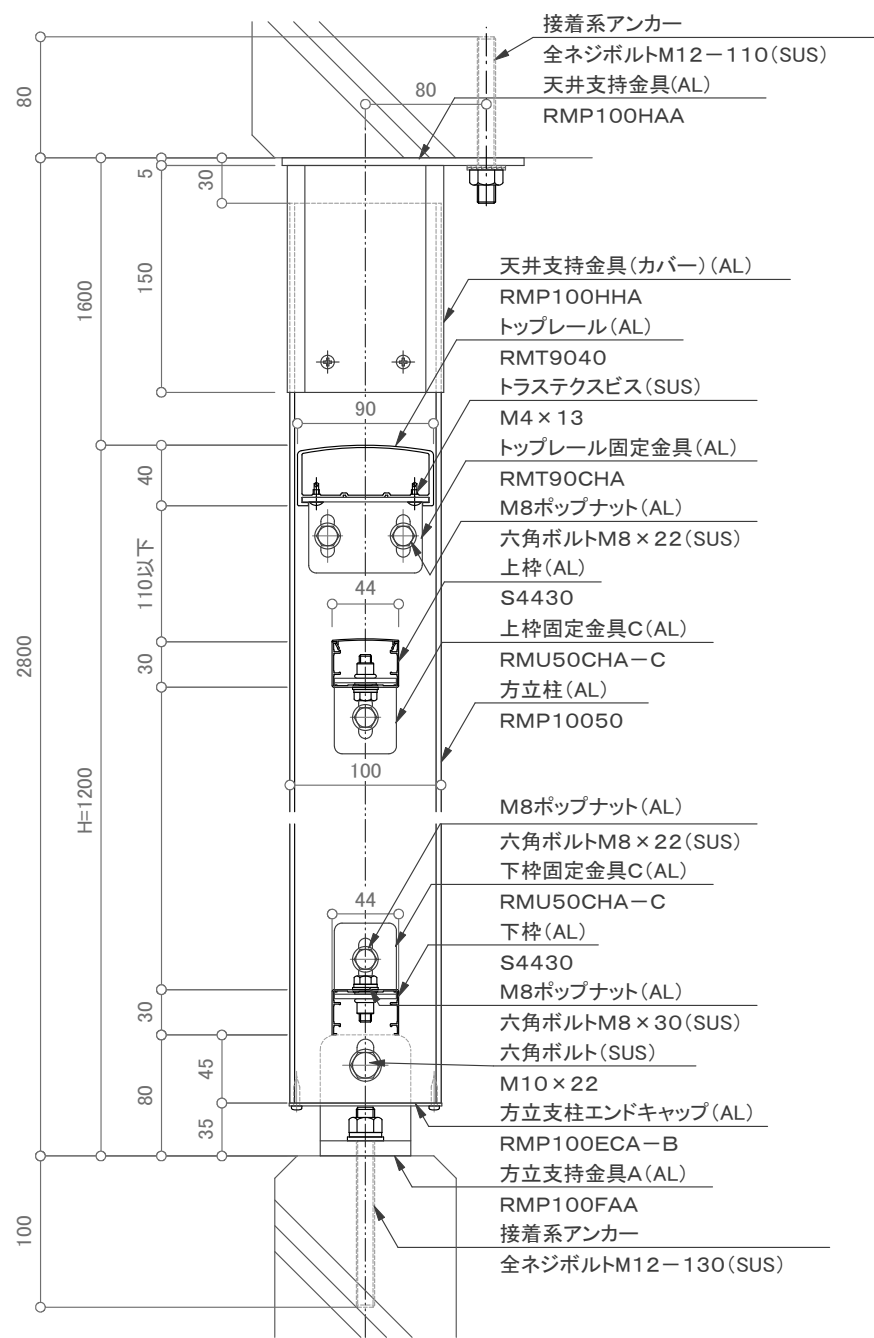 接着系アンカー
全ネジボルトM12－110(SUS)
天井支持金具(AL)
RMP100HAA
80
80
5
30
150
1600
天井支持金具(カバー)(AL)
RMP100HHA
トップレール(AL)
RMT9040
トラステクスビス(SUS)
M4×13
トップレール固定金具(AL)
RMT90CHA
M8ポップナット(AL)
六角ボルトM8×22(SUS)
上枠(AL)
S4430
上枠固定金具C(AL)
RMU50CHA－C
方立柱(AL)
RMP10050
90
40
110以下
44
30
2800
100
H=1200
M8ポップナット(AL)
六角ボルトM8×22(SUS)
下枠固定金具C(AL)
RMU50CHA－C
下枠(AL)
S4430
M8ポップナット(AL)
六角ボルトM8×30(SUS)
六角ボルト(SUS)
M10×22
方立支柱エンドキャップ(AL)
RMP100ECA－B
方立支持金具A(AL)
RMP100FAA
接着系アンカー
全ネジボルトM12－130(SUS)
44
30
45
80
35
100